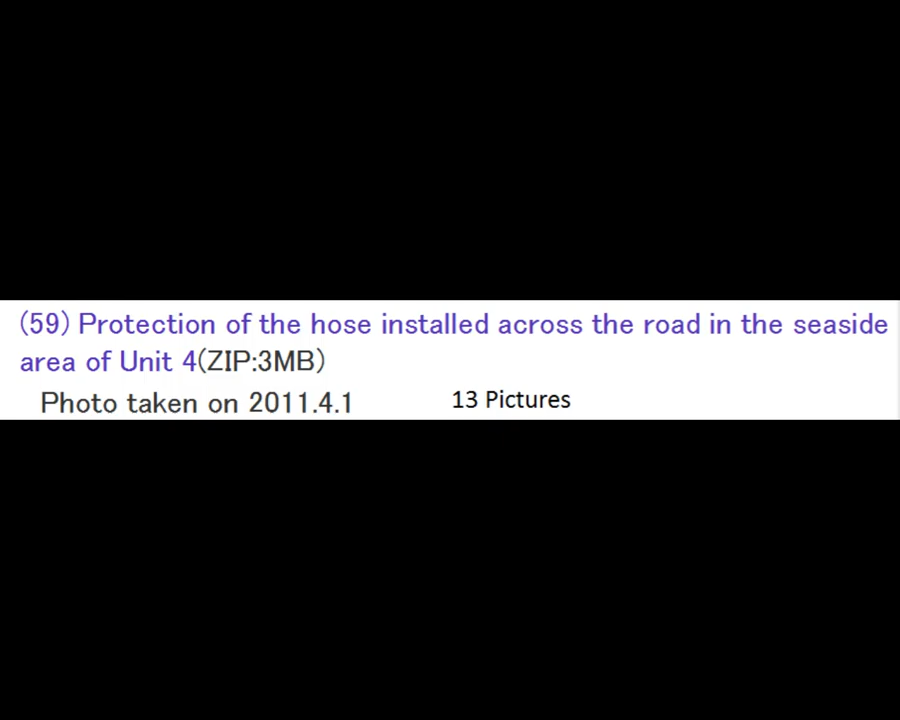 (59) Protection of the hose installed across the road in the seaside
area of Unit 4(ZIP:3MB)
Photo taken on 2011.4.1 13 Pictures